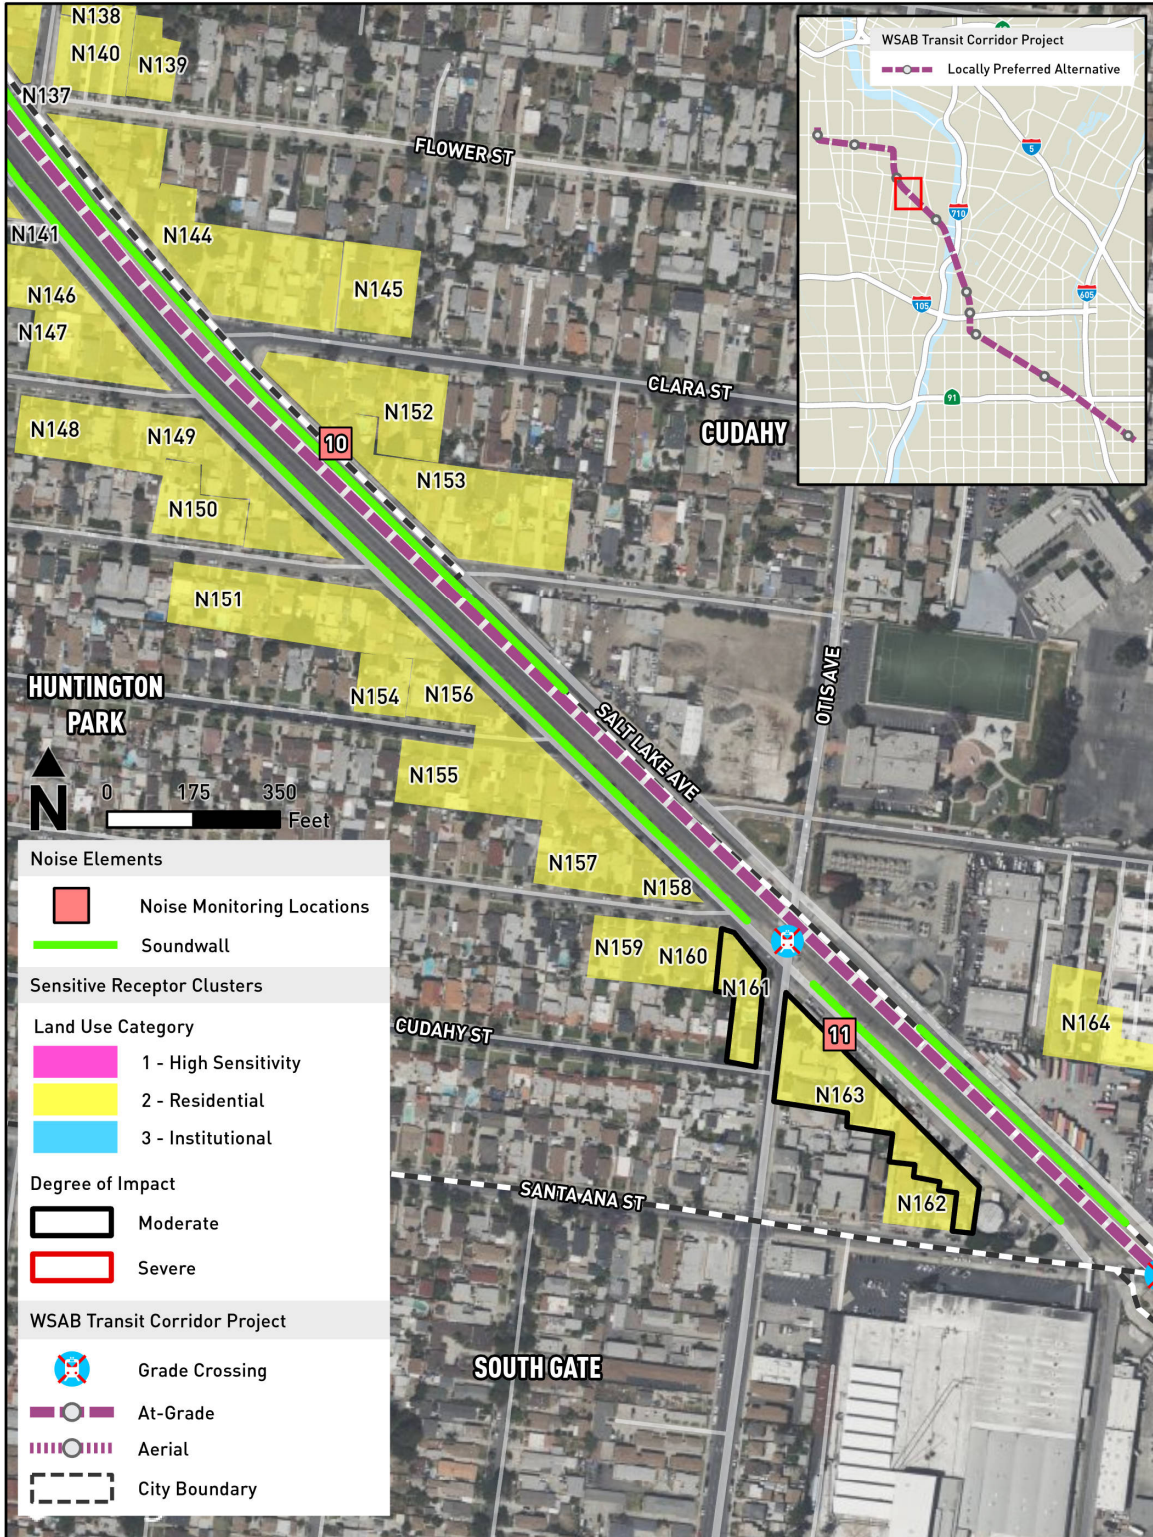 N138
N140
N139
N137
FLOWER ST
N144
N141
N145
N146
N147
CLARA ST
N152
CUDAHY
N148
N149
10
N153
N150
N151
HUNTINGTON
PARK
N154
N156
SALT LAKE AVE
OTIS AVE
N155
N157
N158
N159
N160
N161
N164
CUDAHY ST
11
N163
SANTA ANA ST
N162
SOUTH GATE
WSAB Transit Corridor Project
Locally Preferred Alternative
5
710
105
605
91
N
0 175 350
Feet
Noise Elements
Noise Monitoring Locations
Soundwall
Sensitive Receptor Clusters
Land Use Category
1 - High Sensitivity
2 - Residential
3 - Institutional
Degree of Impact
Moderate
Severe
WSAB Transit Corridor Project
Grade Crossing
At-Grade
Aerial
City Boundary